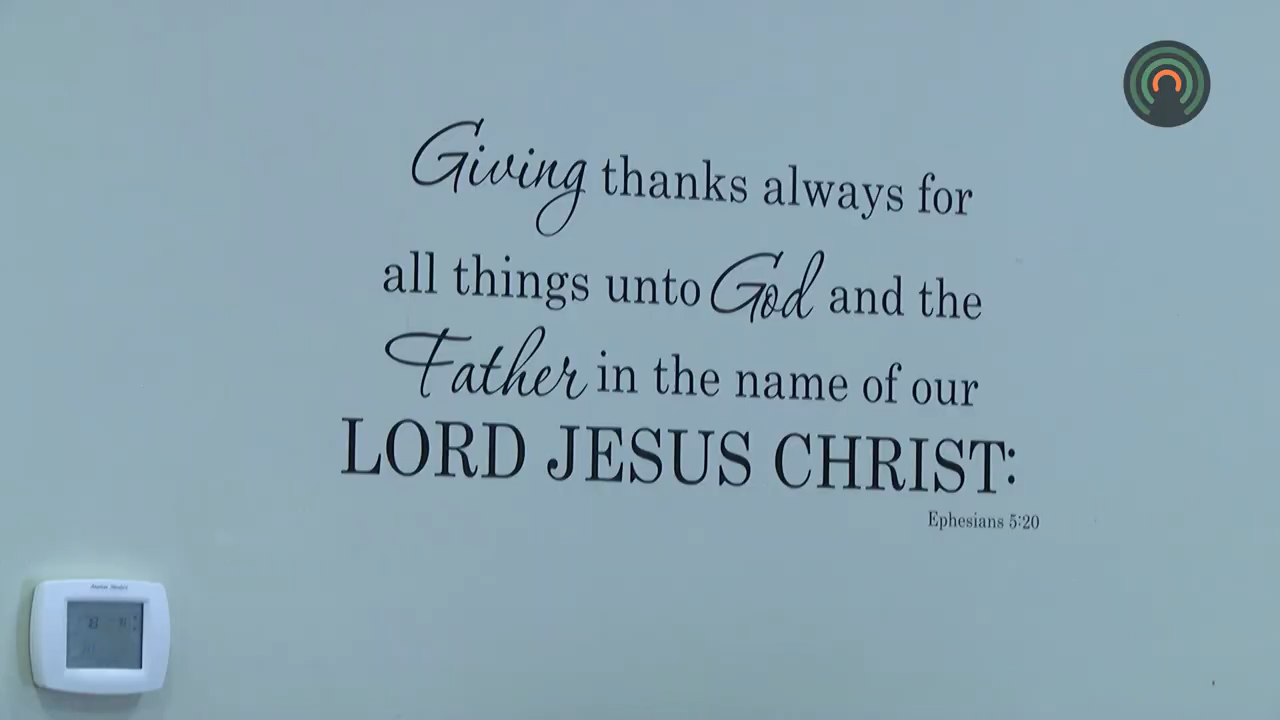 Giving thanks always for
all things unto God and the
Father in the name of our
LORD JESUS CHRIST:
Ephesians 5:20